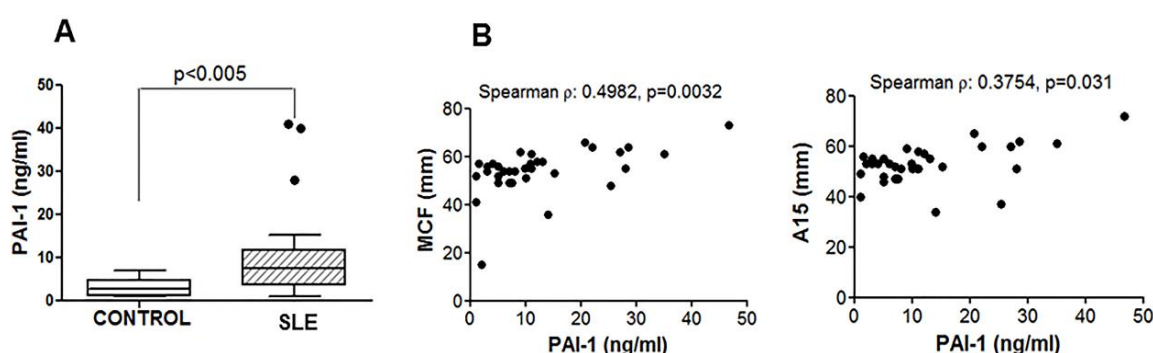 A
p<0.005
PAI-1 (ng/ml)
50
40
30
20
10
0
CONTROL
SLE
B
Spearman ρ: 0.4982, p=0.0032
MCF (mm)
80
60
40
20
0
0 10 20 30 40 50
PAI-1 (ng/ml)
Spearman ρ: 0.3754, p=0.031
A15 (mm)
80
60
40
20
0
0 10 20 30 40 50
PAI-1 (ng/ml)